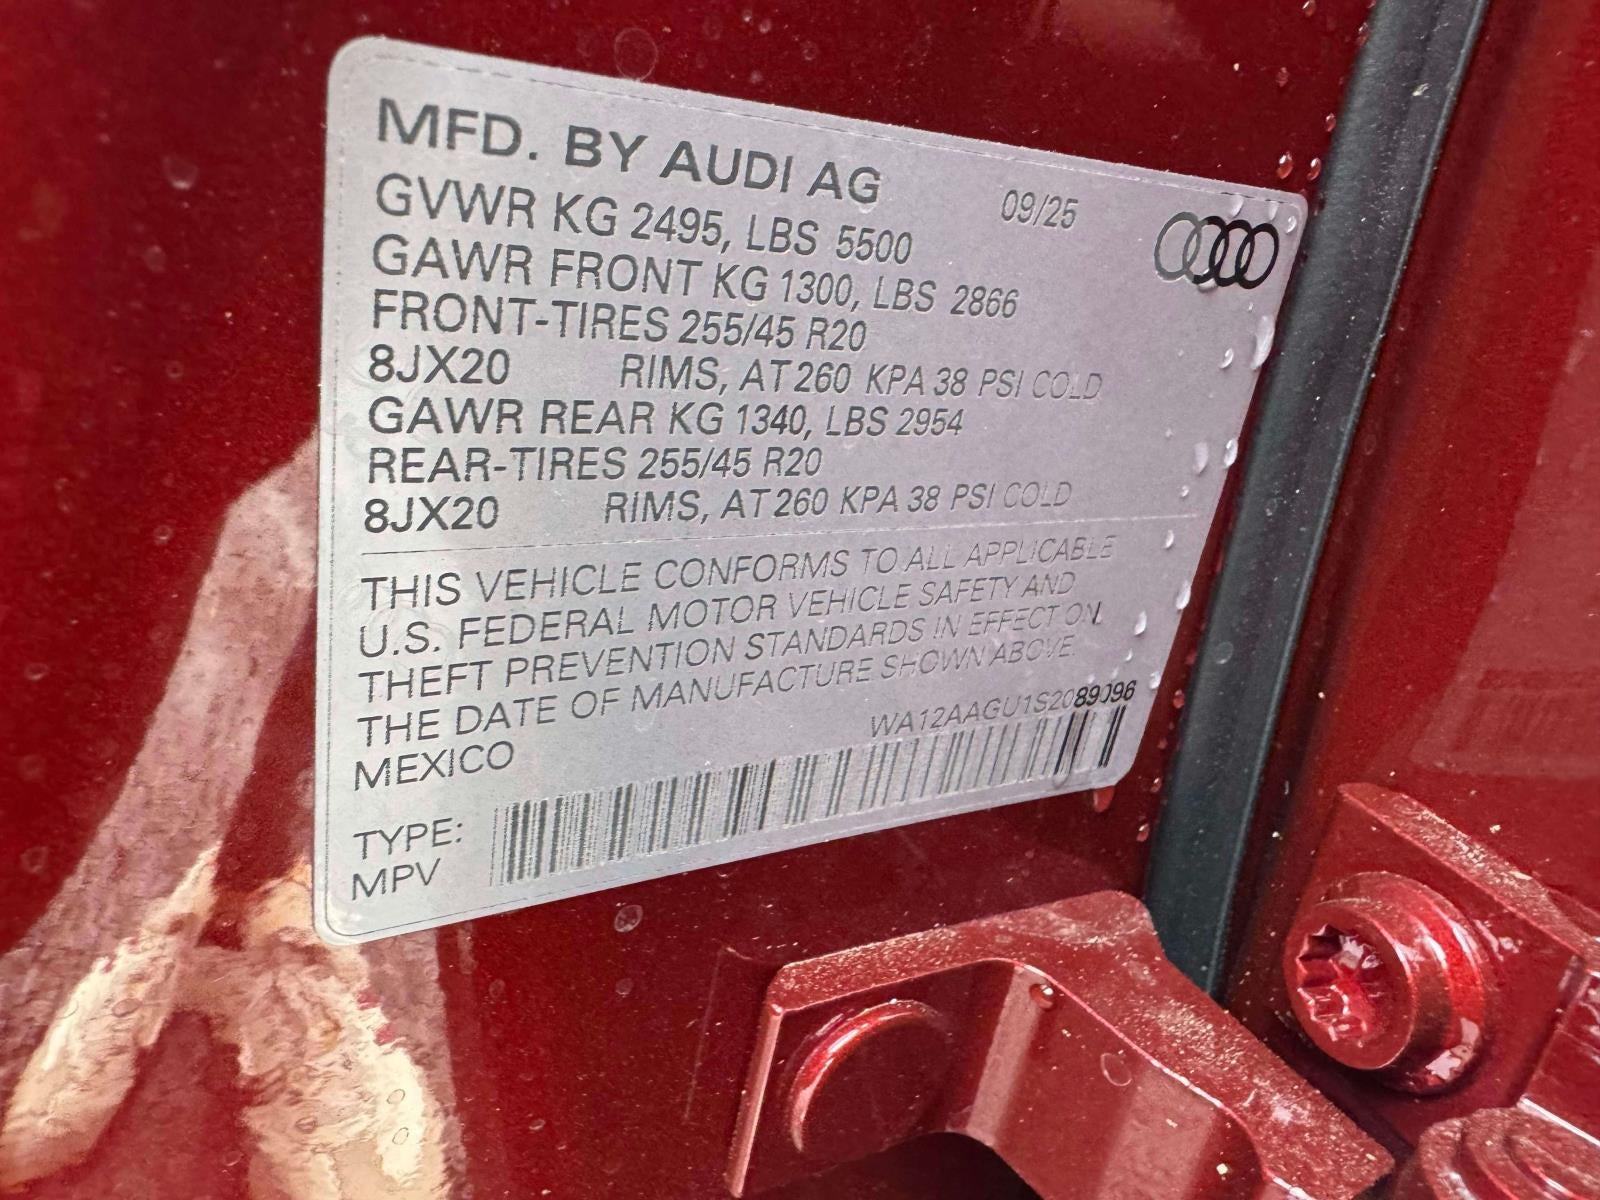 MFD. BY AUDI AG 09/25
GVWR KG 2495, LBS 5500
GAWR FRONT KG 1300, LBS 2866
FRONT-TIRES 255/45 R20
8JX20 RIMS, AT 260 KPA 38 PSI COLD
GAWR REAR KG 1340, LBS 2954
REAR-TIRES 255/45 R20
8JX20 RIMS, AT 260 KPA 38 PSI COLD
THIS VEHICLE CONFORMS TO ALL APPLICABLE
U.S. FEDERAL MOTOR VEHICLE SAFETY AND
THEFT PREVENTION STANDARDS IN EFFECT ON
THE DATE OF MANUFACTURE SHOWN ABOVE.
WA12AAGU1S2089096
MEXICO
TYPE:
MPV